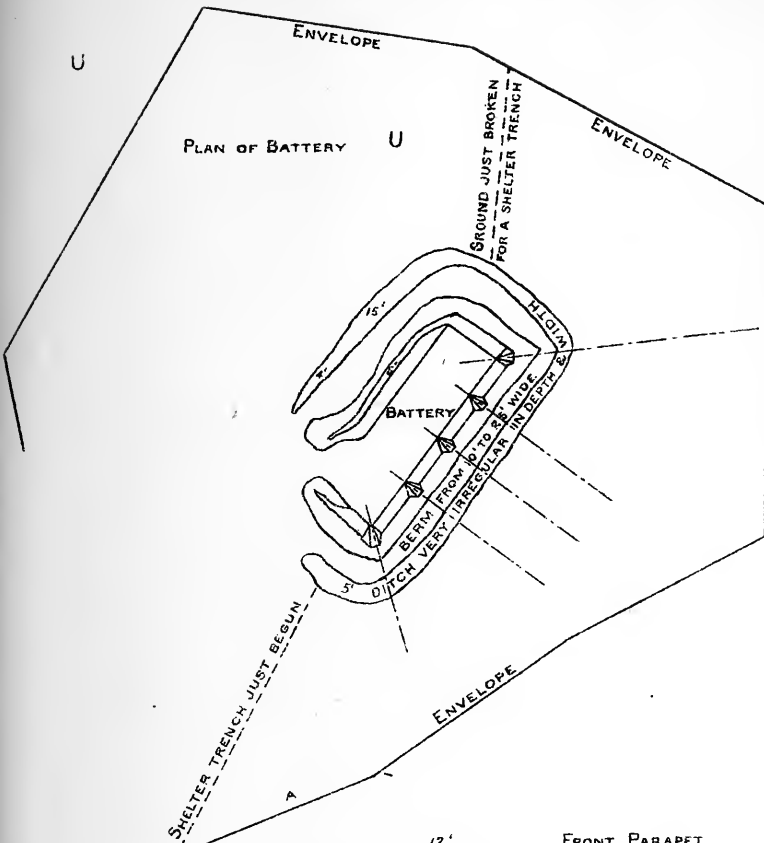 ENVELOPE
U
PLAN OF BATTERY
U
GROUND JUST BROKEN
FOR A SHELTER TRENCH
ENVELOPE
15'
BATTERY
BERM FROM 10' TO 25' WIDE.
DITCH VERY IRREGULAR IN DEPTH & WIDTH
5'
SHELTER TRENCH JUST BEGUN
ENVELOPE
A
12'
FRONT PARAPET